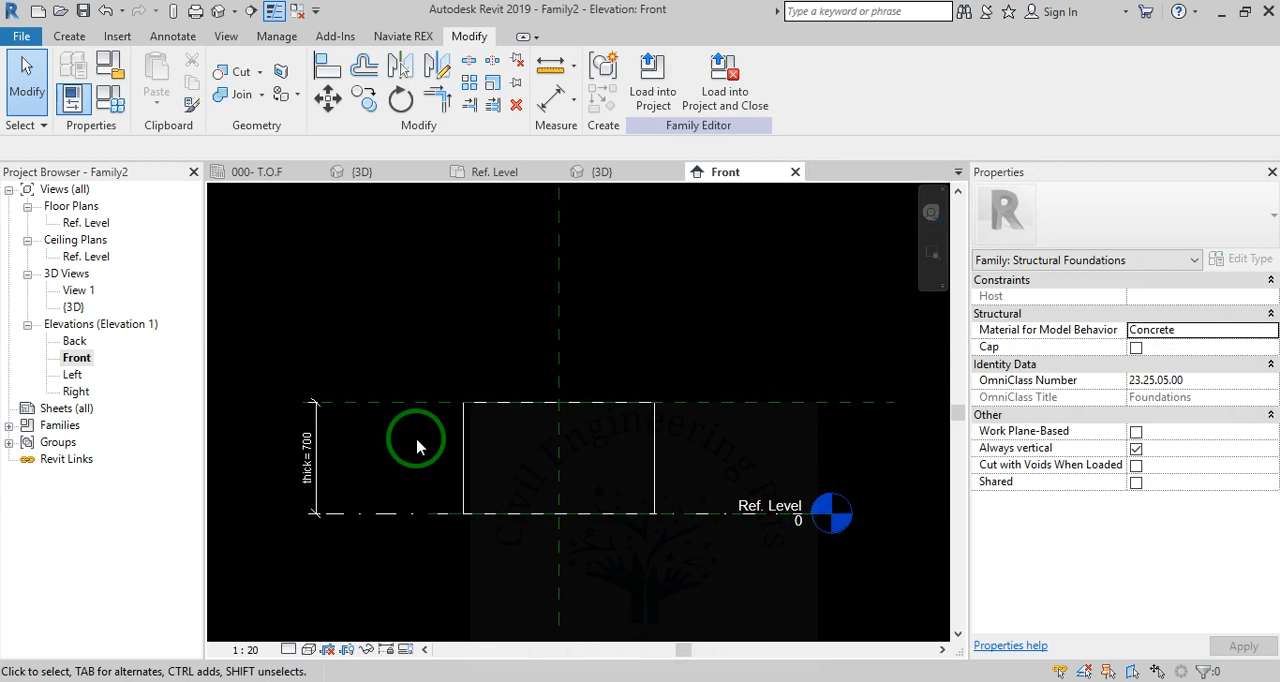 Autodesk Revit 2019 - Family2 - Elevation: Front
Type a keyword or phrase
Sign In
File
Create
Insert
Annotate
View
Manage
Add-Ins
Naviate REX
Modify
Modify
Paste
Cut
Join
Load into
Project
Load into
Project and Close
Select
Properties
Clipboard
Geometry
Modify
Measure
Create
Family Editor
Project Browser - Family2
Views (all)
Floor Plans
Ref. Level
Ceiling Plans
Ref. Level
3D Views
View 1
{3D}
Elevations (Elevation 1)
Back
Front
Left
Right
Sheets (all)
Families
Groups
Revit Links
000- T.O.F
{3D}
Ref. Level
{3D}
Front
thick = 700
Ref. Level
0
Civil Engineering Arts
1 : 20
Properties
R
Family: Structural Foundations
Edit Type
Constraints
Host
Structural
Material for Model Behavior
Concrete
Cap
Identity Data
OmniClass Number
23.25.05.00
OmniClass Title
Foundations
Other
Work Plane-Based
Always vertical
Cut with Voids When Loaded
Shared
Properties help
Apply
Click to select, TAB for alternates, CTRL adds, SHIFT unselects.
:0